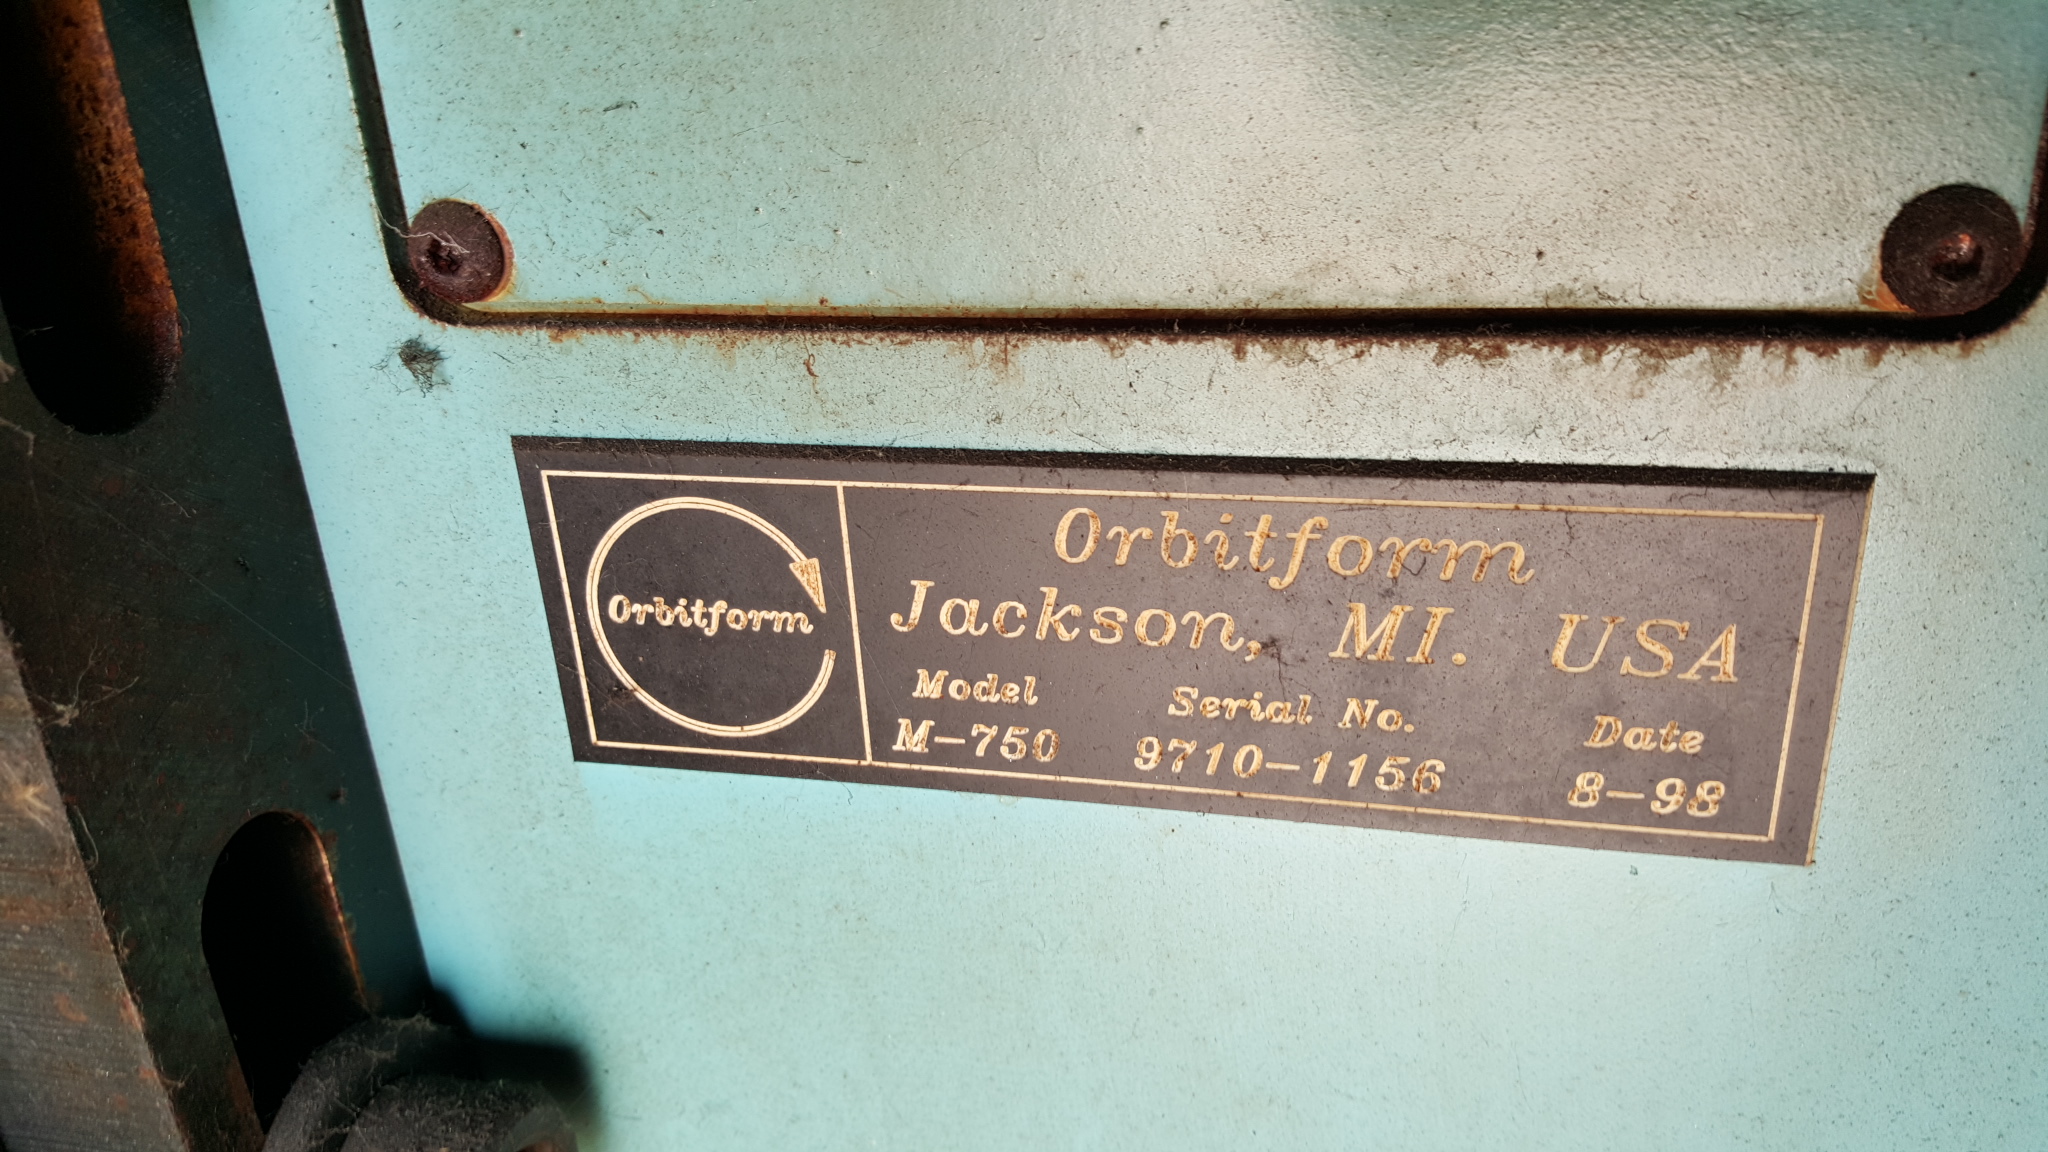 Orbitform
Orbitform
Jackson, MI. USA
Model Serial No. Date
M-750 9710-1156 8-98